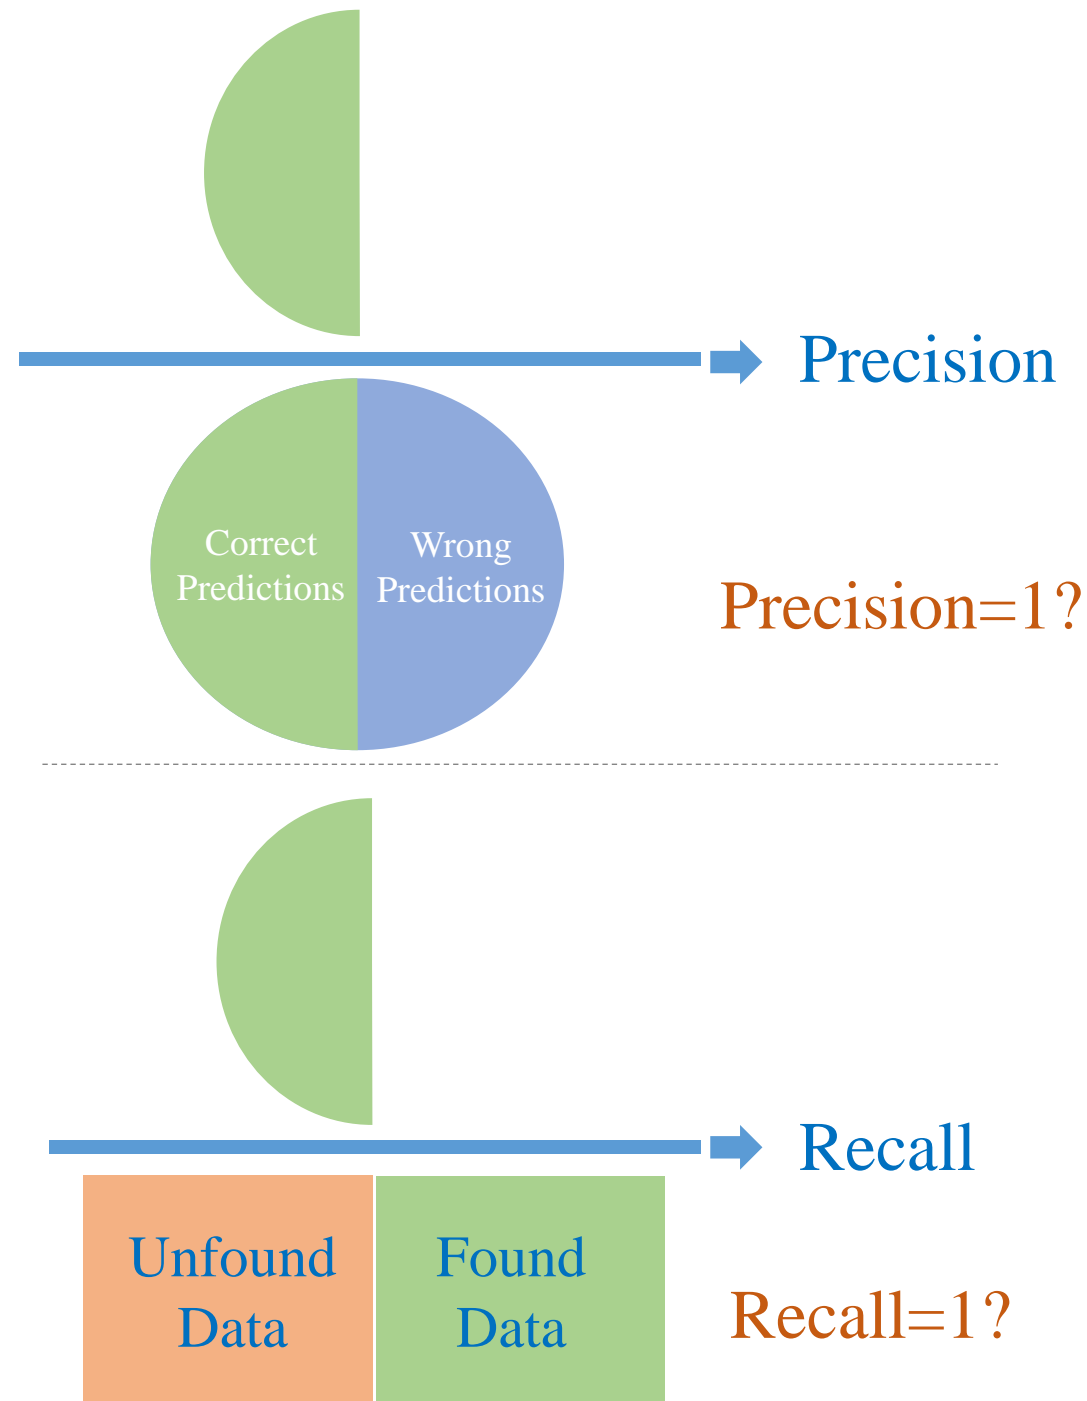 Precision
Correct
Predictions
Wrong
Predictions
Precision=1?
Recall
Unfound
Data
Found
Data
Recall=1?